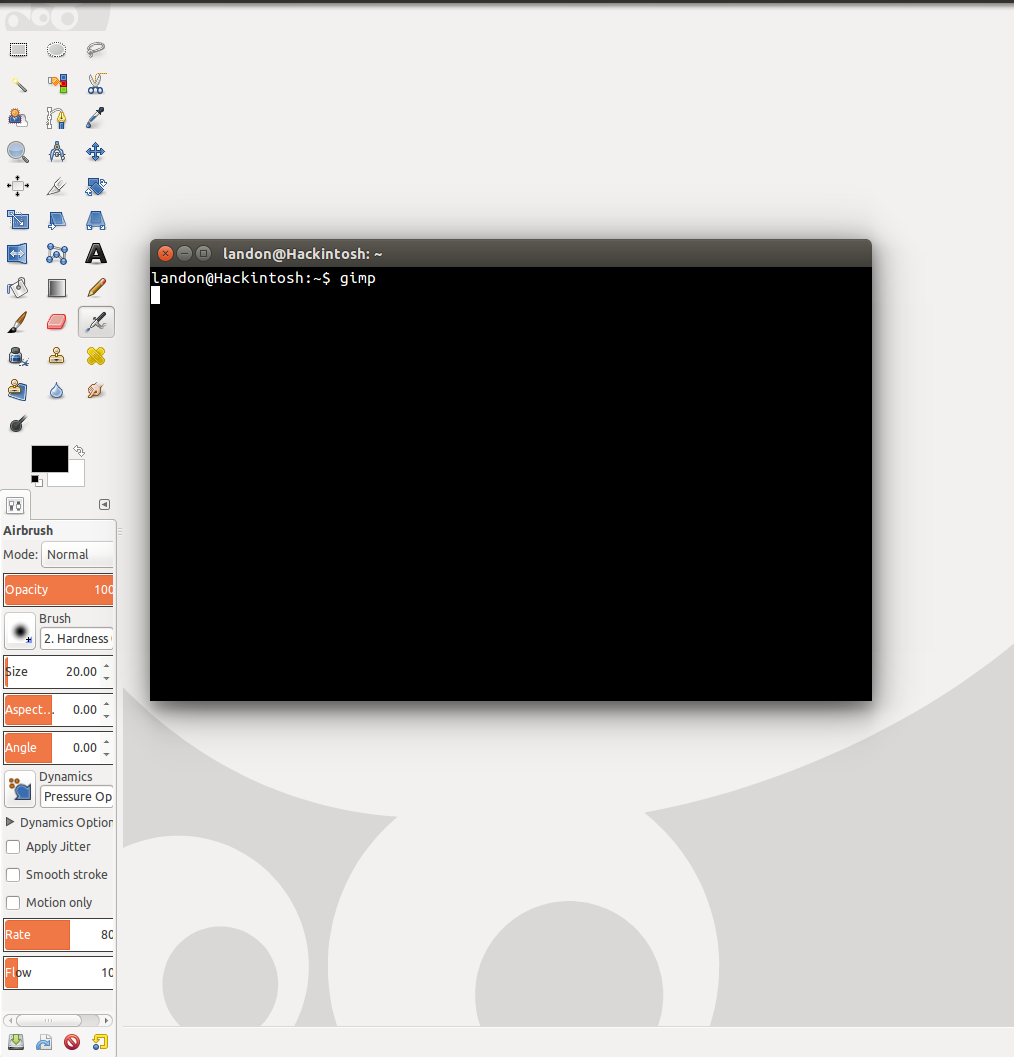 landon@Hackintosh: ~
landon@Hackintosh:~$ gimp
Airbrush
Mode: Normal
Opacity 100
Brush
2. Hardness
Size 20.00
Aspect... 0.00
Angle 0.00
Dynamics
Pressure Op
Dynamics Option
Apply Jitter
Smooth stroke
Motion only
Rate 80
Flow 10